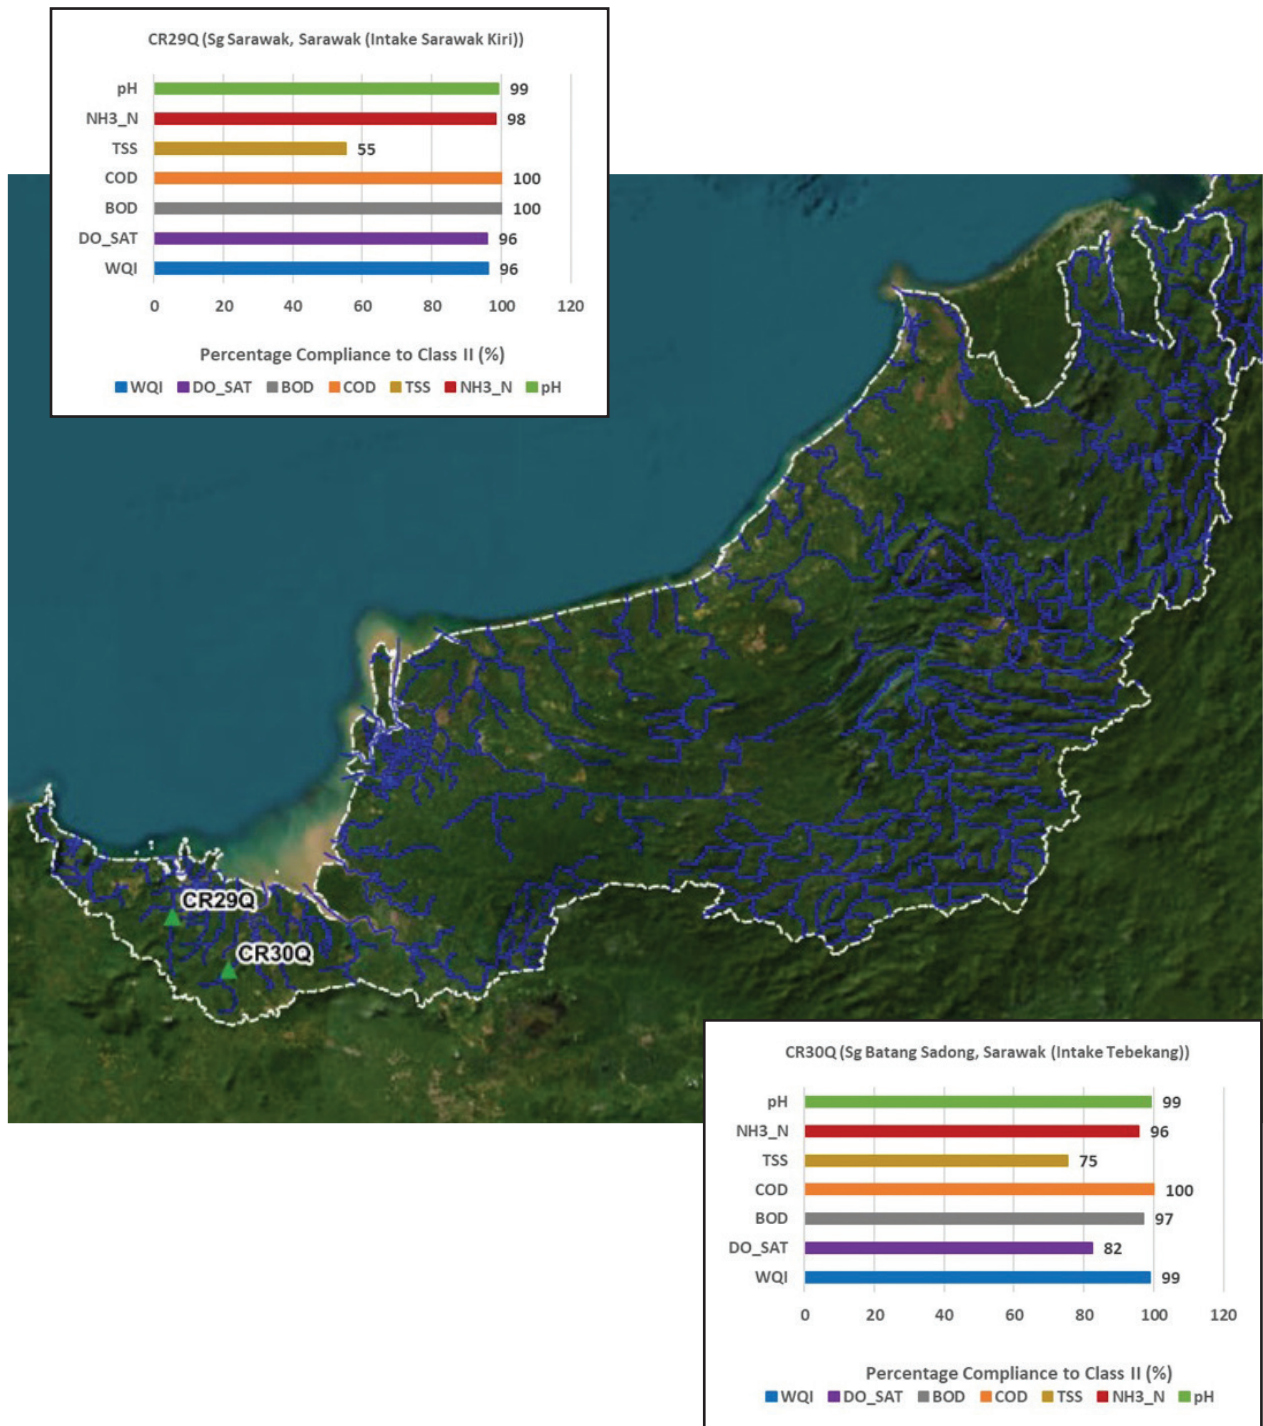 CR29Q (Sg Sarawak, Sarawak (Intake Sarawak Kiri))
pH 99
NH3_N 98
TSS 55
COD 100
BOD 100
DO_SAT 96
WQI 96
0 20 40 60 80 100 120
Percentage Compliance to Class II (%)
WQI DO_SAT BOD COD TSS NH3_N pH
CR29Q
CR30Q
CR30Q (Sg Batang Sadong, Sarawak (Intake Tebekang))
pH 99
NH3_N 96
TSS 75
COD 100
BOD 97
DO_SAT 82
WQI 99
0 20 40 60 80 100 120
Percentage Compliance to Class II (%)
WQI DO_SAT BOD COD TSS NH3_N pH